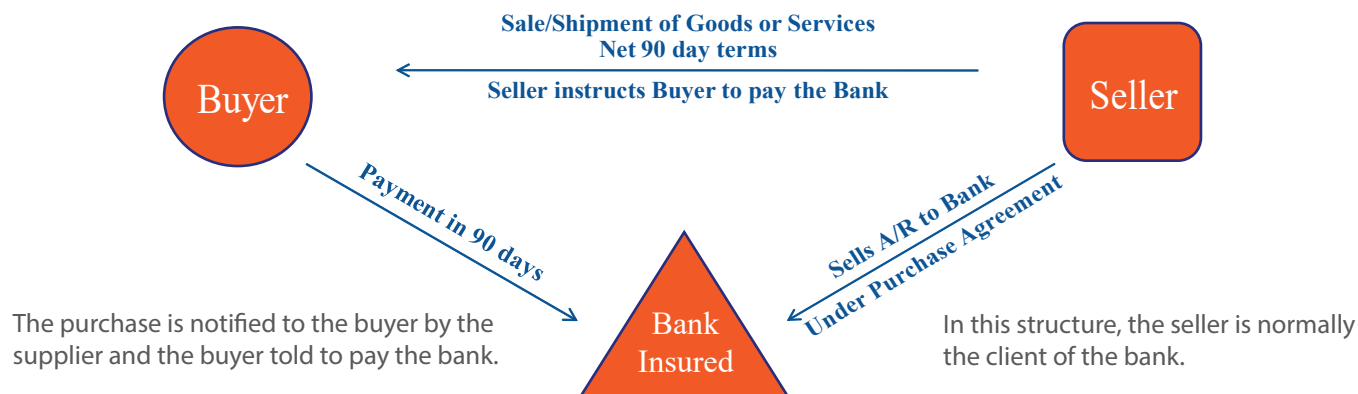 Sale/Shipment of Goods or Services
Net 90 day terms
Seller instructs Buyer to pay the Bank
Buyer
Seller
Payment in 90 days
Sells A/R to Bank
Under Purchase Agreement
Bank
Insured
The purchase is notified to the buyer by the
supplier and the buyer told to pay the bank.
In this structure, the seller is normally
the client of the bank.